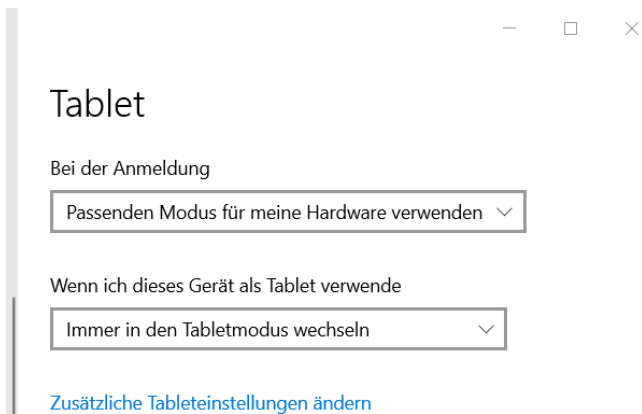 Tablet
Bei der Anmeldung
Passenden Modus für meine Hardware verwenden
Wenn ich dieses Gerät als Tablet verwende
Immer in den Tabletmodus wechseln
Zusätzliche Tableteinstellungen ändern